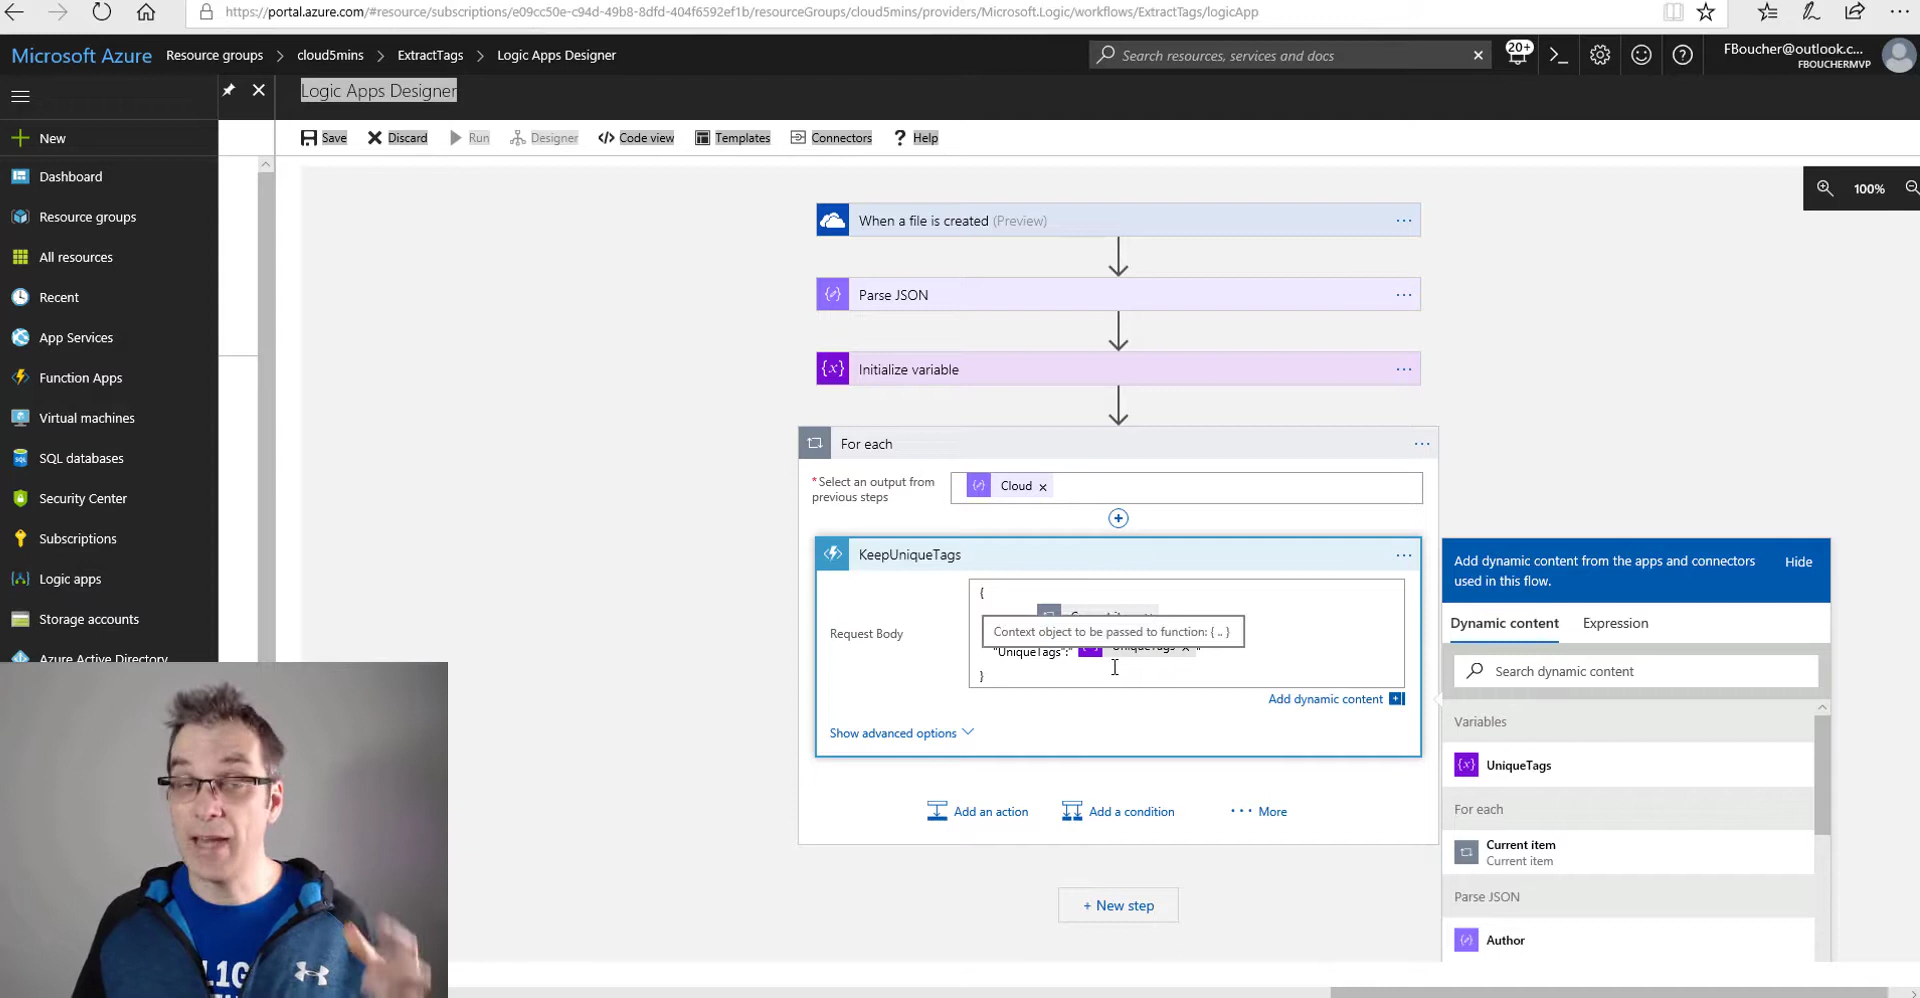 https://portal.azure.com/#resource/subscriptions/e09cc50e-c94d-49b8-8dfd-404f6592ef1b/resourceGroups/cloud5mins/providers/Microsoft.Logic/workflows/ExtractTags/logicApp
Microsoft Azure Resource groups > cloud5mins > ExtractTags > Logic Apps Designer
Search resources, services and docs
20+
FBoucher@outlook.c...
FBOUCHERMVP
Logic Apps Designer
Save Discard Run Designer Code view Templates Connectors Help
New
Dashboard
Resource groups
All resources
Recent
App Services
Function Apps
Virtual machines
SQL databases
Security Center
Subscriptions
Logic apps
Storage accounts
Azure Active Directory
100%
When a file is created (Preview)
Parse JSON
Initialize variable
For each
*Select an output from
previous steps
Cloud ×
KeepUniqueTags
Request Body
{
Context object to be passed to function: { .. }
"UniqueTags":" UniqueTags × "
}
Add dynamic content
Show advanced options
Add an action
Add a condition
... More
+ New step
Add dynamic content from the apps and connectors
used in this flow.
Hide
Dynamic content Expression
Search dynamic content
Variables
UniqueTags
For each
Current item
Current item
Parse JSON
Author